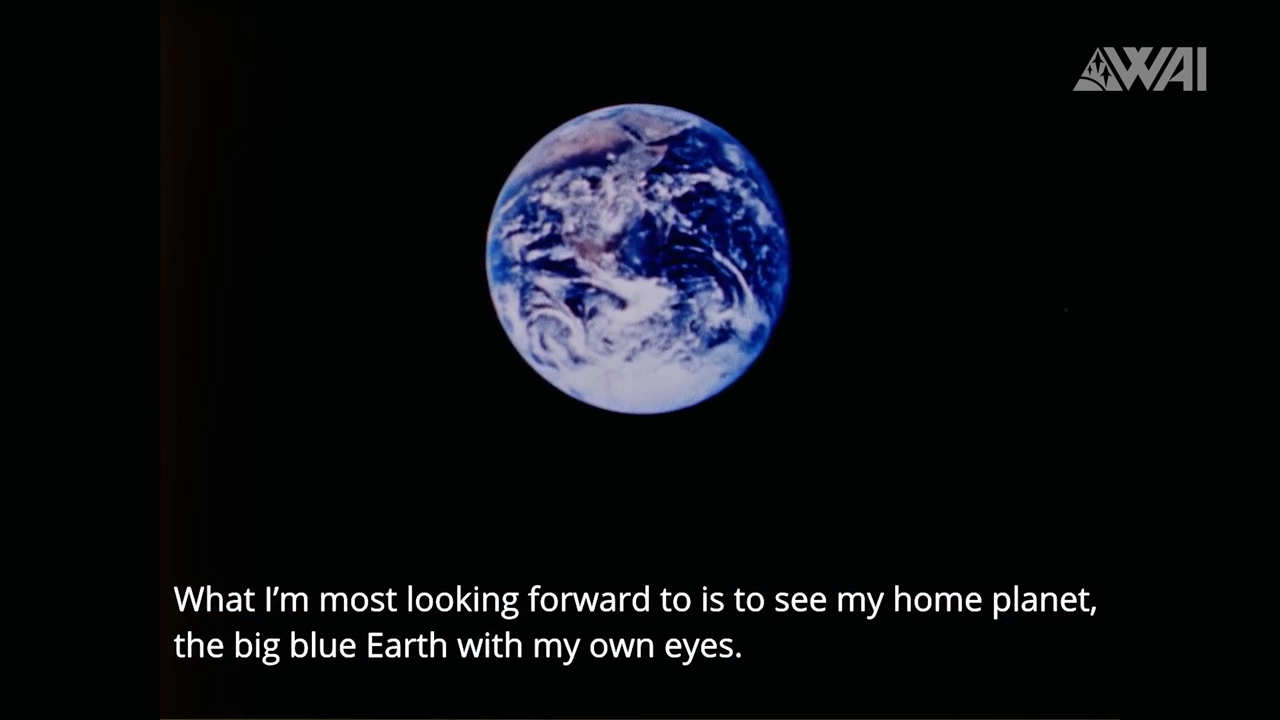 WAI
What I'm most looking forward to is to see my home planet,
the big blue Earth with my own eyes.